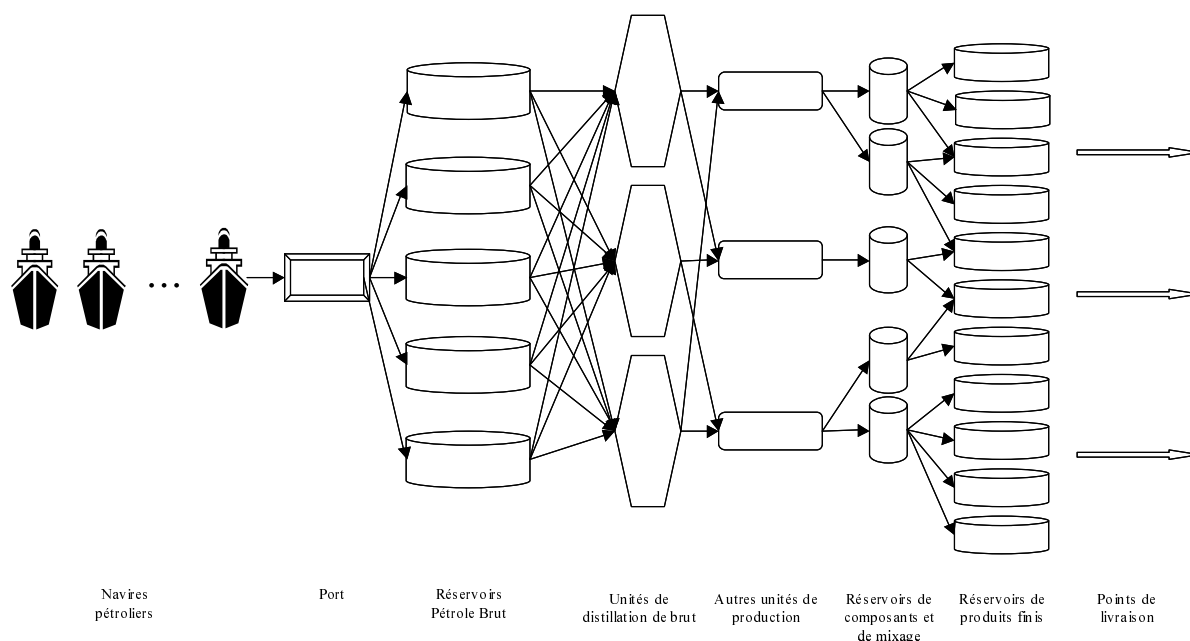 Navires
pétroliers
Port
Réservoirs
Pétrole Brut
Unités de
distillation de brut
Autres unités de
production
Réservoirs de
composants et
de mixage
Réservoirs de
produits finis
Points de
livraison